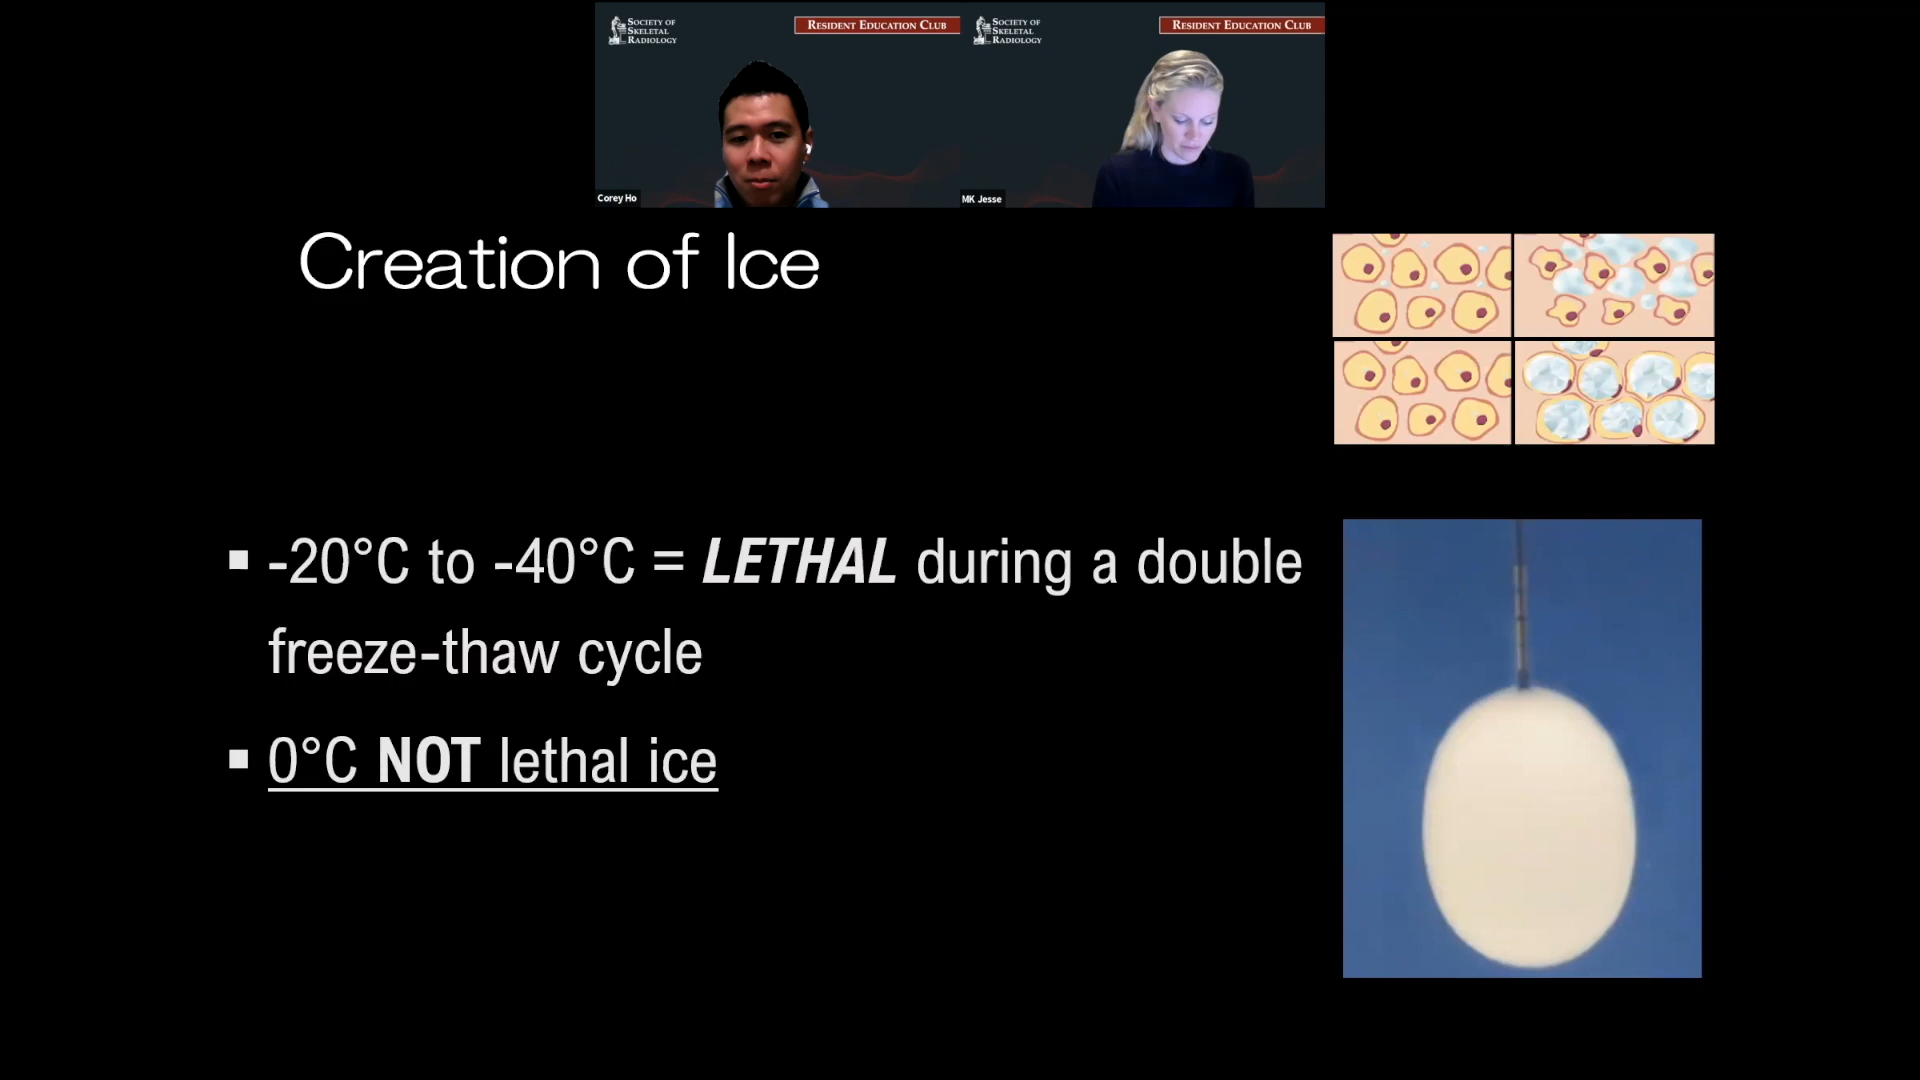 SOCIETY OF
SKELETAL
RADIOLOGY
RESIDENT EDUCATION CLUB
Corey Ho
SOCIETY OF
SKELETAL
RADIOLOGY
RESIDENT EDUCATION CLUB
MK Jesse
Creation of Ice
▪ -20°C to -40°C = LETHAL during a double
freeze-thaw cycle
▪ 0°C NOT lethal ice